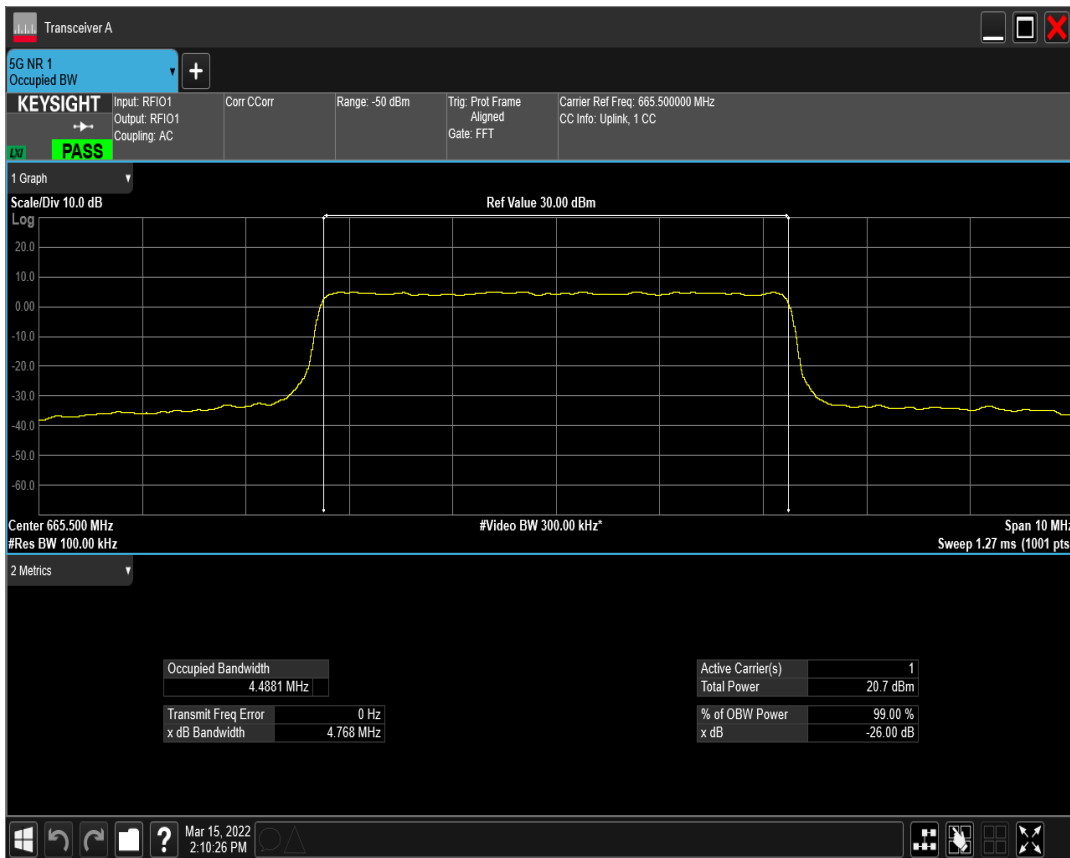 Transceiver A
5G NR 1
Occupied BW
KEYSIGHT
LXI
PASS
Input: RFIO1
Output: RFIO1
Coupling: AC
Corr CCorr
Range: -50 dBm
Trig: Prot Frame
Aligned
Gate: FFT
Carrier Ref Freq: 665.500000 MHz
CC Info: Uplink, 1 CC
1 Graph
Scale/Div 10.0 dB
Ref Value 30.00 dBm
Log
20.0
10.0
0.00
-10.0
-20.0
-30.0
-40.0
-50.0
-60.0
Center 665.500 MHz
#Video BW 300.00 kHz*
Span 10 MHz
#Res BW 100.00 kHz
Sweep 1.27 ms (1001 pts
2 Metrics
Occupied Bandwidth
4.4881 MHz
Transmit Freq Error 0 Hz
x dB Bandwidth 4.768 MHz
Active Carrier(s) 1
Total Power 20.7 dBm
% of OBW Power 99.00 %
x dB -26.00 dB
?
Mar 15, 2022
2:10:26 PM